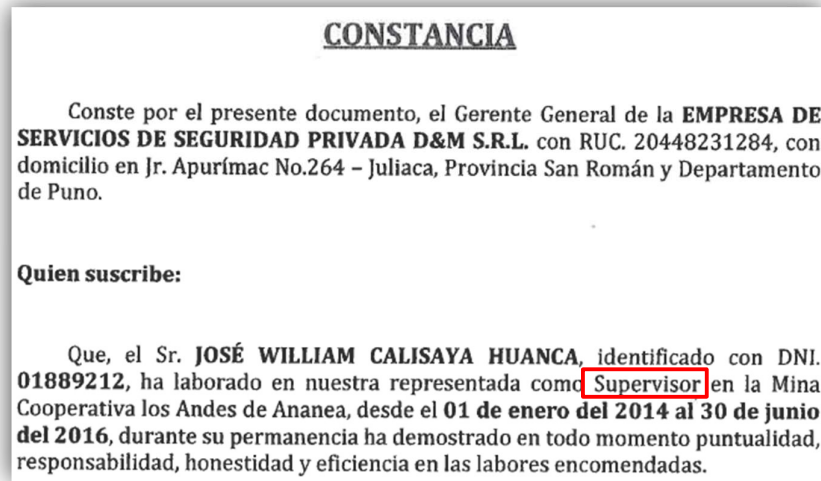 CONSTANCIA
Conste por el presente documento, el Gerente General de la EMPRESA DE
SERVICIOS DE SEGURIDAD PRIVADA D&M S.R.L. con RUC. 20448231284, con
domicilio en Jr. Apurímac No.264 – Juliaca, Provincia San Román y Departamento
de Puno.
Quien suscribe:
Que, el Sr. JOSÉ WILLIAM CALISAYA HUANCA, identificado con DNI.
01889212, ha laborado en nuestra representada como Supervisor en la Mina
Cooperativa los Andes de Ananea, desde el 01 de enero del 2014 al 30 de junio
del 2016, durante su permanencia ha demostrado en todo momento puntualidad,
responsabilidad, honestidad y eficiencia en las labores encomendadas.